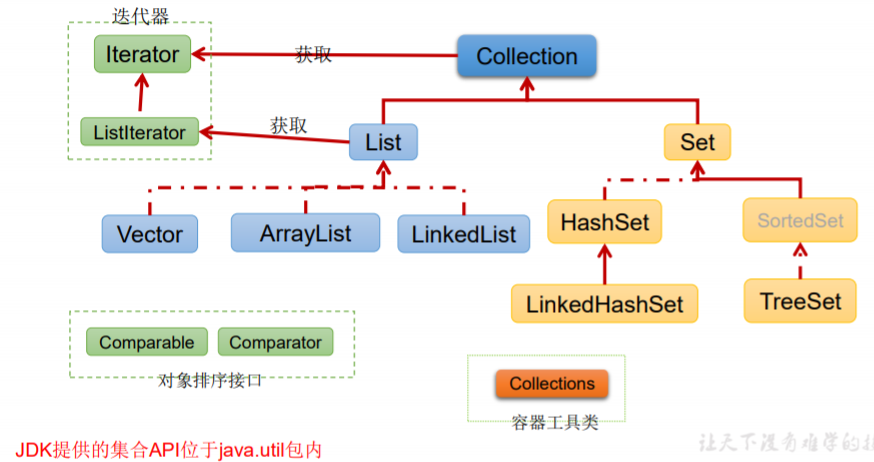 迭代器
Iterator
获取
Collection
ListIterator
获取
List
Set
Vector
ArrayList
LinkedList
HashSet
SortedSet
LinkedHashSet
TreeSet
Comparable
Comparator
对象排序接口
Collections
容器工具类
JDK提供的集合API位于java.util包内
让天下没有难学的技